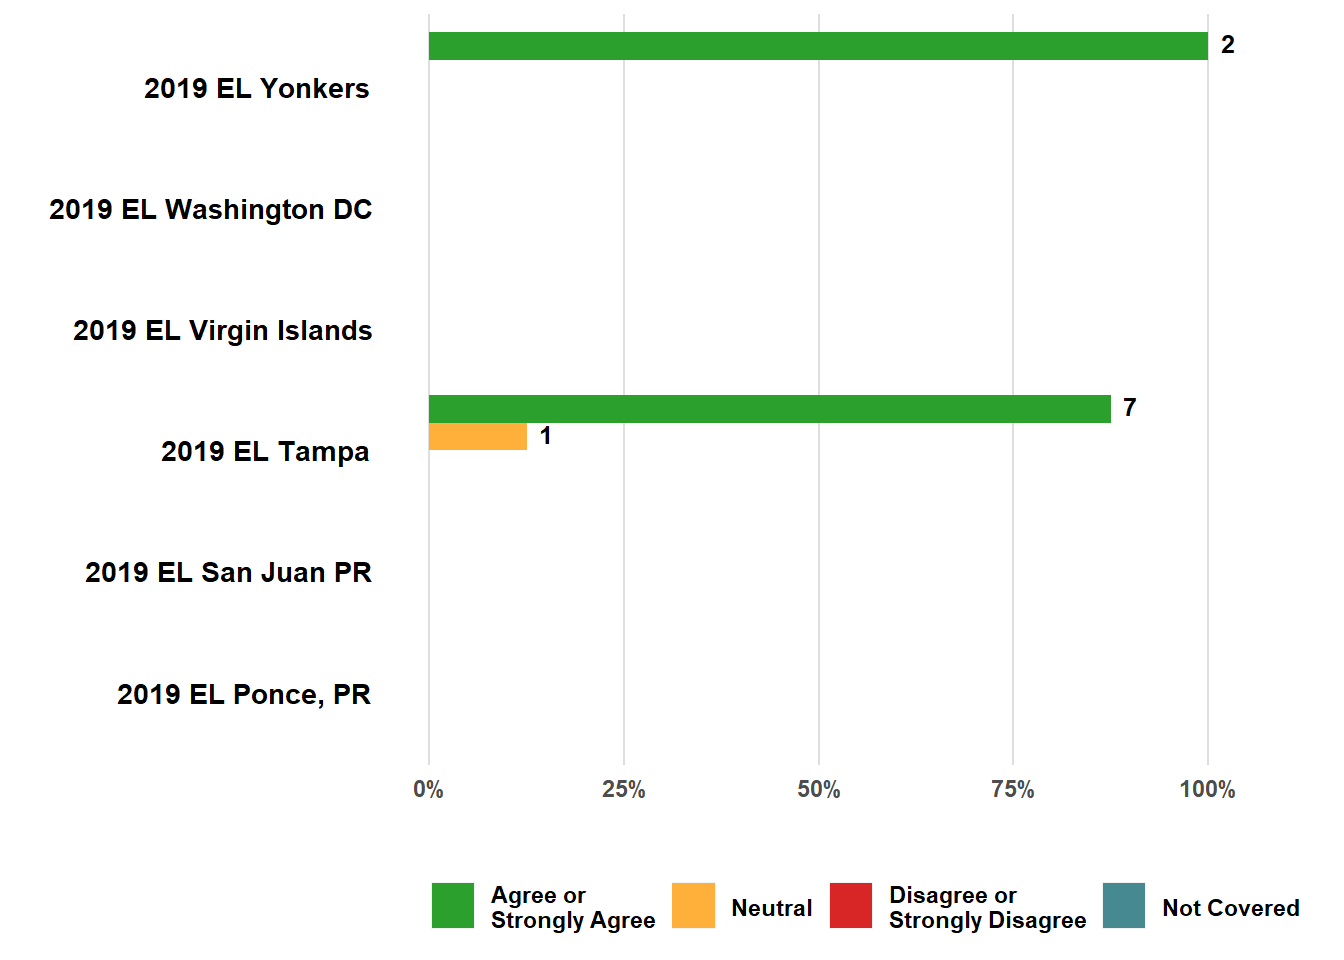 2
2019 EL Yonkers
2019 EL Washington DC
2019 EL Virgin Islands
7
1
2019 EL Tampa
2019 EL San Juan PR
2019 EL Ponce, PR
0% 25% 50% 75% 100%
Agree or
Strongly Agree
Neutral
Disagree or
Strongly Disagree
Not Covered